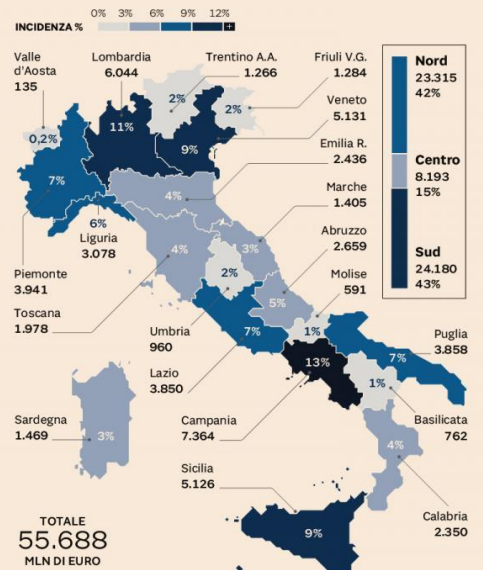 INCIDENZA % 0% 3% 6% 9% 12% +
Valle
d'Aosta
135
Lombardia
6.044
Trentino A.A.
1.266
Friuli V.G.
1.284
Veneto
5.131
Emilia R.
2.436
Marche
1.405
Abruzzo
2.659
Molise
591
Puglia
3.858
Basilicata
762
Calabria
2.350
Piemonte
3.941
Liguria
3.078
Toscana
1.978
Umbria
960
Lazio
3.850
Campania
7.364
Sardegna
1.469
Sicilia
5.126
0,2%
11%
2%
2%
9%
7%
6%
4%
4%
3%
2%
5%
7%
1%
13%
7%
1%
4%
3%
9%
Nord
23.315
42%
Centro
8.193
15%
Sud
24.180
43%
TOTALE
55.688
MLN DI EURO